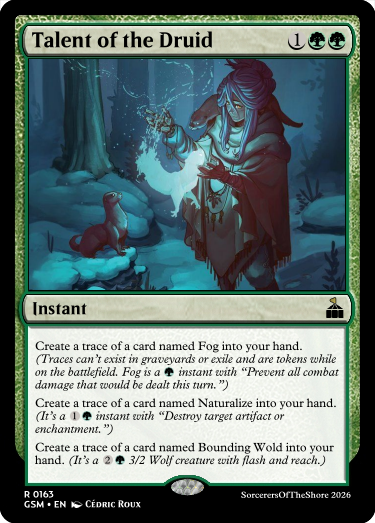 Talent of the Druid 1
Instant
Create a trace of a card named Fog into your hand.
(Traces can't exist in graveyards or exile and are tokens while
on the battlefield. Fog is a instant with “Prevent all combat
damage that would be dealt this turn.”)
Create a trace of a card named Naturalize into your hand.
(It's a 1 instant with “Destroy target artifact or
enchantment.”)
Create a trace of a card named Bounding Wold into your
hand. (It's a 2 3/2 Wolf creature with flash and reach.)
R 0163
GSM • EN Cédric Roux
SorcerersOfTheShore 2026